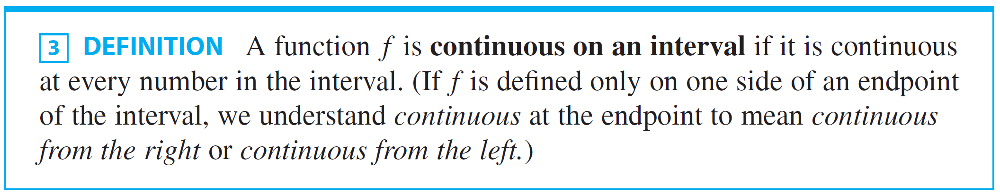 3 DEFINITION A function f is continuous on an interval if it is continuous
at every number in the interval. (If f is defined only on one side of an endpoint
of the interval, we understand continuous at the endpoint to mean continuous
from the right or continuous from the left.)